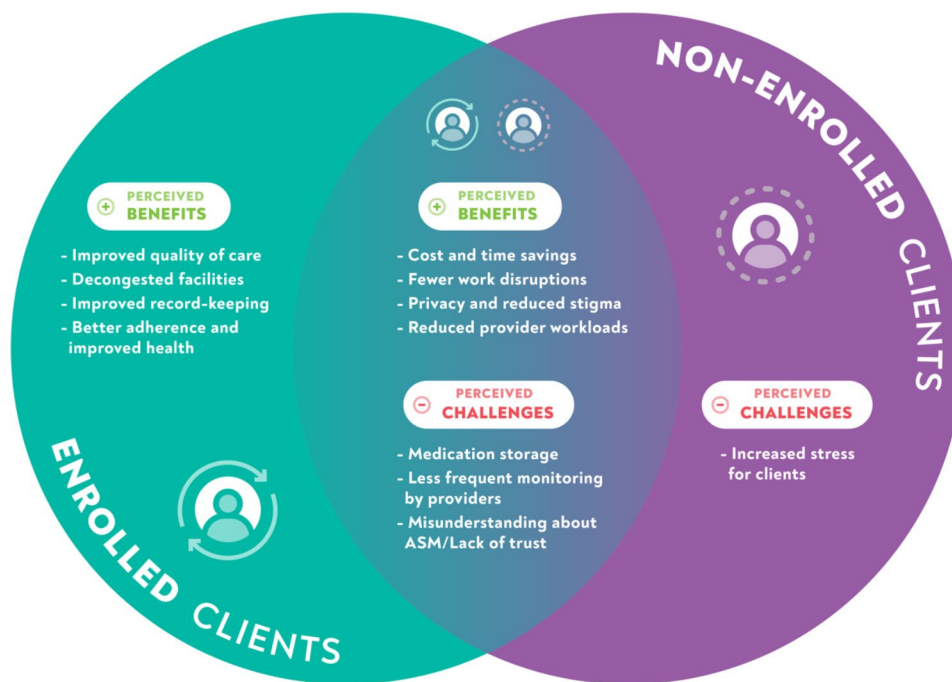 NON-ENROLLED CLIENTS
PERCEIVED
BENEFITS
- Improved quality of care
- Decongested facilities
- Improved record-keeping
- Better adherence and
improved health
ENROLLED CLIENTS
PERCEIVED
BENEFITS
- Cost and time savings
- Fewer work disruptions
- Privacy and reduced stigma
- Reduced provider workloads
PERCEIVED
CHALLENGES
- Medication storage
- Less frequent monitoring
by providers
- Misunderstanding about
ASM/Lack of trust
PERCEIVED
CHALLENGES
- Increased stress
for clients